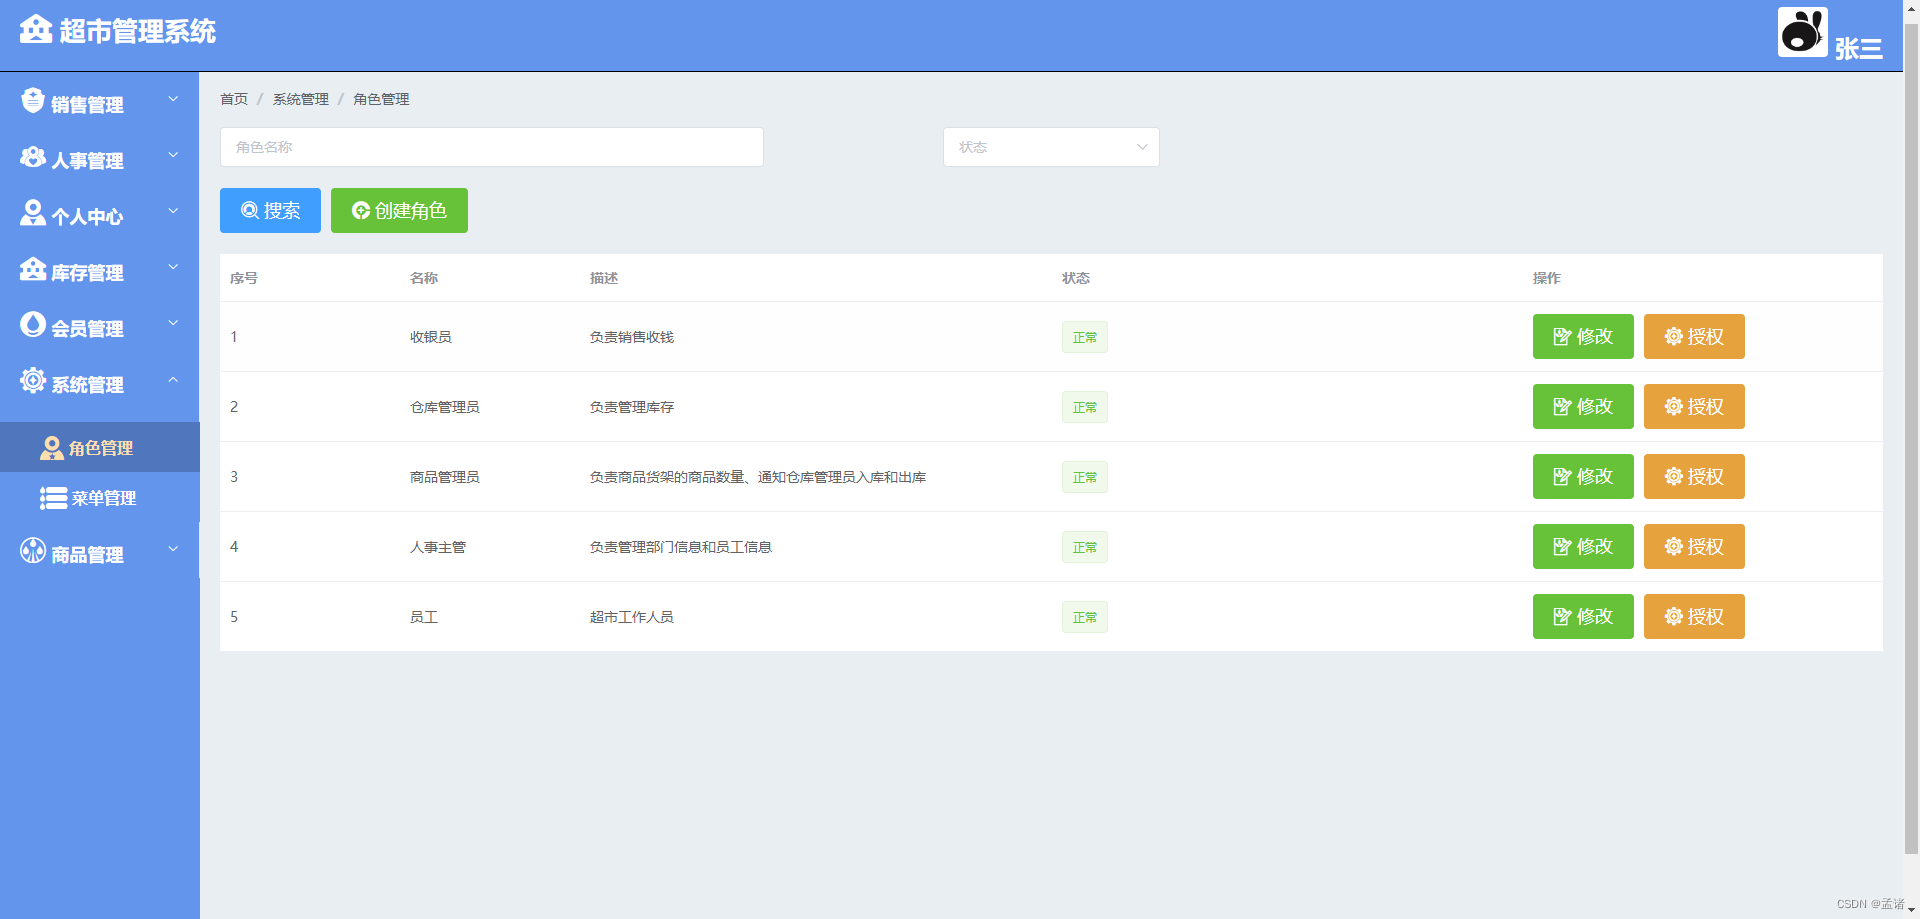 超市管理系统
张三
销售管理
人事管理
个人中心
库存管理
会员管理
系统管理
角色管理
菜单管理
商品管理
首页 / 系统管理 / 角色管理
角色名称 状态
搜索 创建角色
序号 名称 描述 状态 操作
1 收银员 负责销售收钱 正常 修改 授权
2 仓库管理员 负责管理库存 正常 修改 授权
3 商品管理员 负责商品货架的商品数量、通知仓库管理员入库和出库 正常 修改 授权
4 人事主管 负责管理部门信息和员工信息 正常 修改 授权
5 员工 超市工作人员 正常 修改 授权
CSDN @孟诸